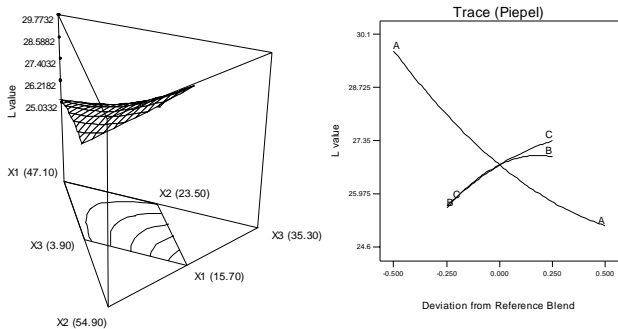 29.7732
28.5882
27.4032
26.2182
25.0332
L value
X1 (47.10)
X2 (23.50)
X3 (3.90)
X3 (35.30)
X1 (15.70)
X2 (54.90)
Trace (Piepel)
30.1
28.725
27.35
25.975
24.6
L value
A
C
B
C
B
A
-0.500
-0.250
0.000
0.250
0.500
Deviation from Reference Blend